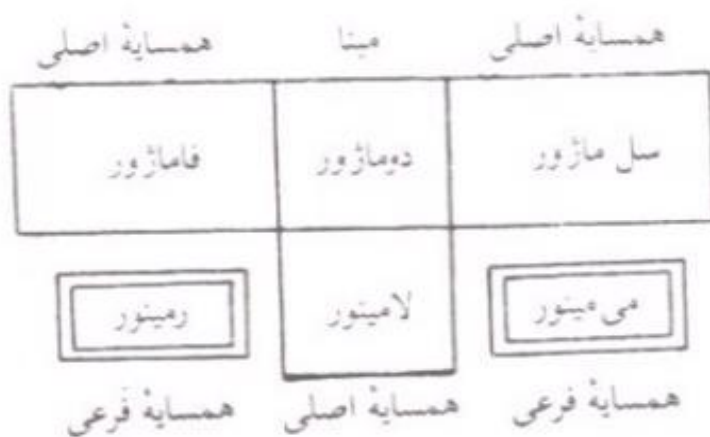 همسایهٔ اصلی مبنا همسایهٔ اصلی
سل ماژور دوماژور فاماژور
می مینور لامینور رمینور
همسایهٔ فرعی همسایهٔ اصلی همسایهٔ فرعی